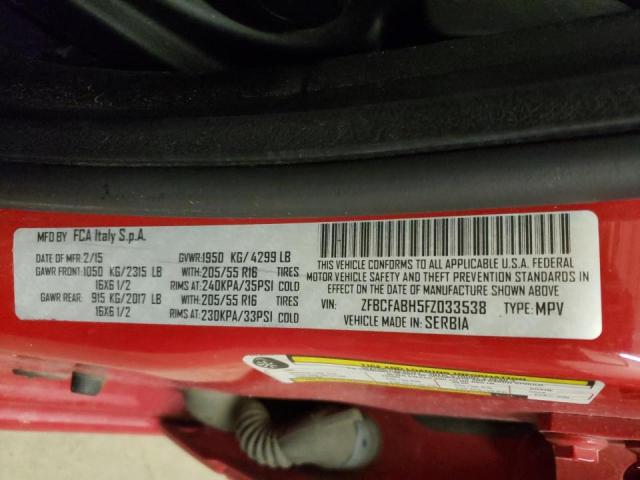 MFD BY FCA Italy S.p.A.
DATE OF MFR:2/15 GVWR:1950 KG/4299 LB
GAWR FRONT:1050 KG/2315 LB WITH:205/55 R16 TIRES
16X6 1/2 RIMS AT:240KPA/35PSI COLD
GAWR REAR: 915 KG/2017 LB WITH:205/55 R16 TIRES
16X6 1/2 RIMS AT:230KPA/33PSI COLD
THIS VEHICLE CONFORMS TO ALL APPLICABLE U.S.A. FEDERAL
MOTOR VEHICLE SAFETY AND THEFT PREVENTION STANDARDS IN
EFFECT ON THE DATE OF MANUFACTURE SHOWN ABOVE
VIN: ZFBCFABH5FZ033538 TYPE:MPV
VEHICLE MADE IN:SERBIA
TIRE AND LOADING INFORMATION